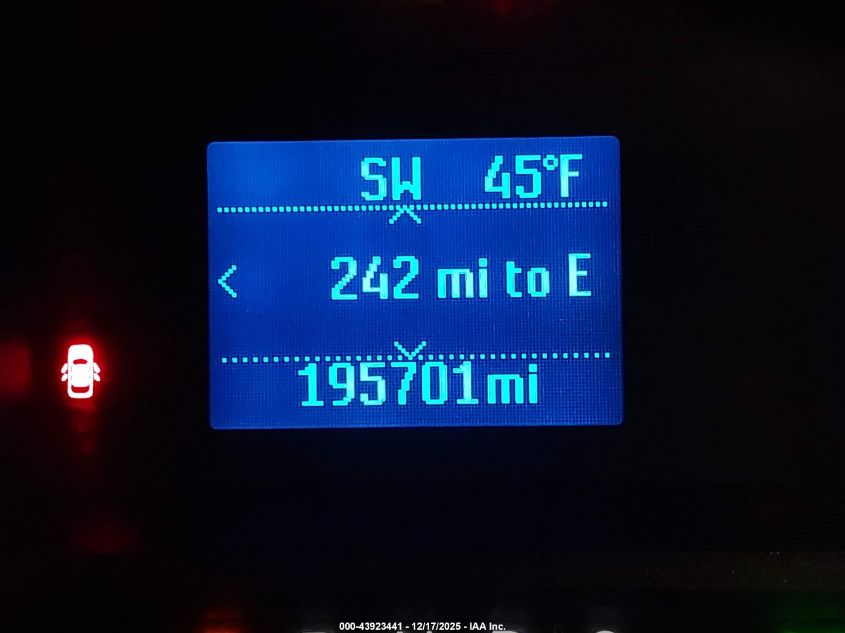 SW 45°F
242 mi to E
195701mi
000-43923441 - 12/17/2025 - IAA Inc.